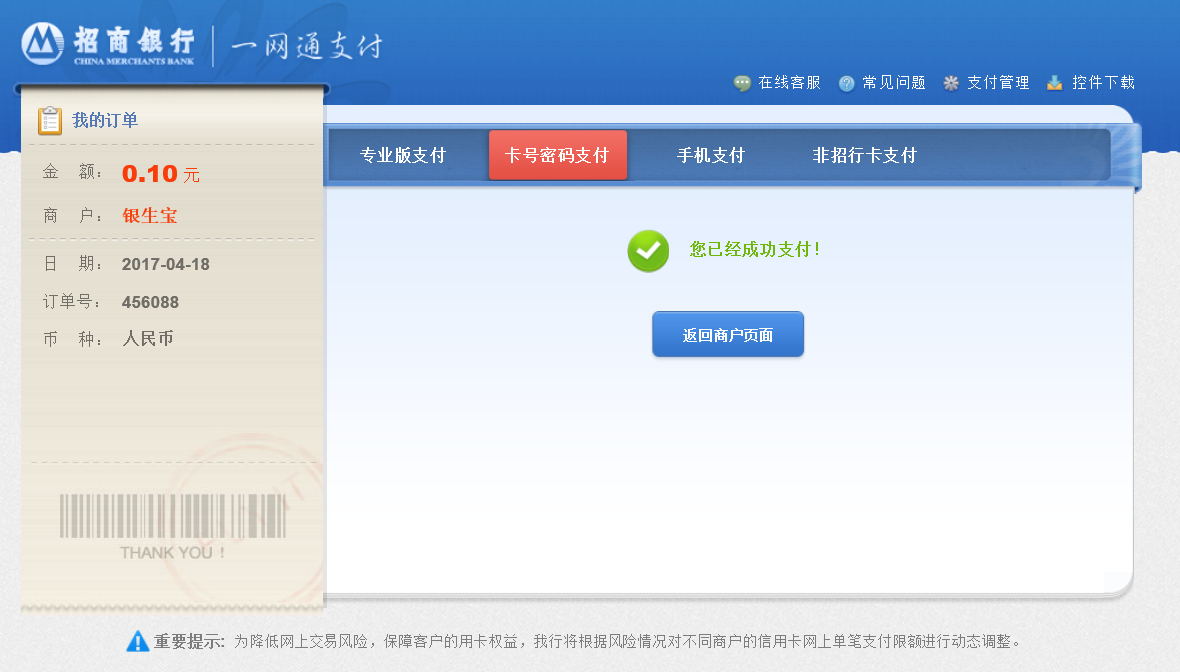 招商银行 一网通支付
CHINA MERCHANTS BANK
在线客服 常见问题 支付管理 控件下载
我的订单
专业版支付 卡号密码支付 手机支付 非招行卡支付
金 额： 0.10 元
商 户： 银生宝
日 期： 2017-04-18
订单号： 456088
币 种： 人民币
您已经成功支付！
返回商户页面
THANK YOU !
重要提示: 为降低网上交易风险，保障客户的用卡权益，我行将根据风险情况对不同商户的信用卡网上单笔支付限额进行动态调整。